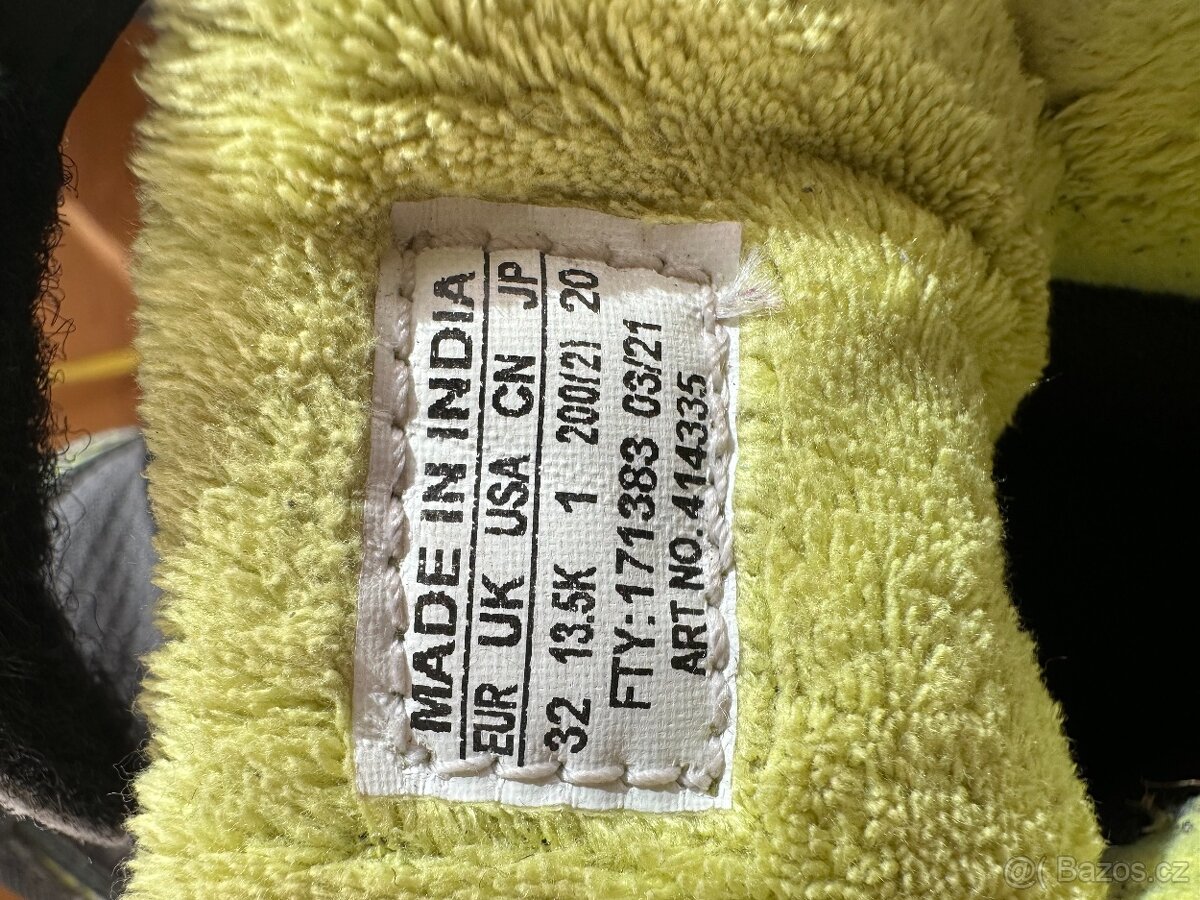 MADE IN INDIA
EUR UK USA CN JP
32 13.5K 1 200(2) 20
FTY:171383 03/21
ART NO.414335
Bazos.cz